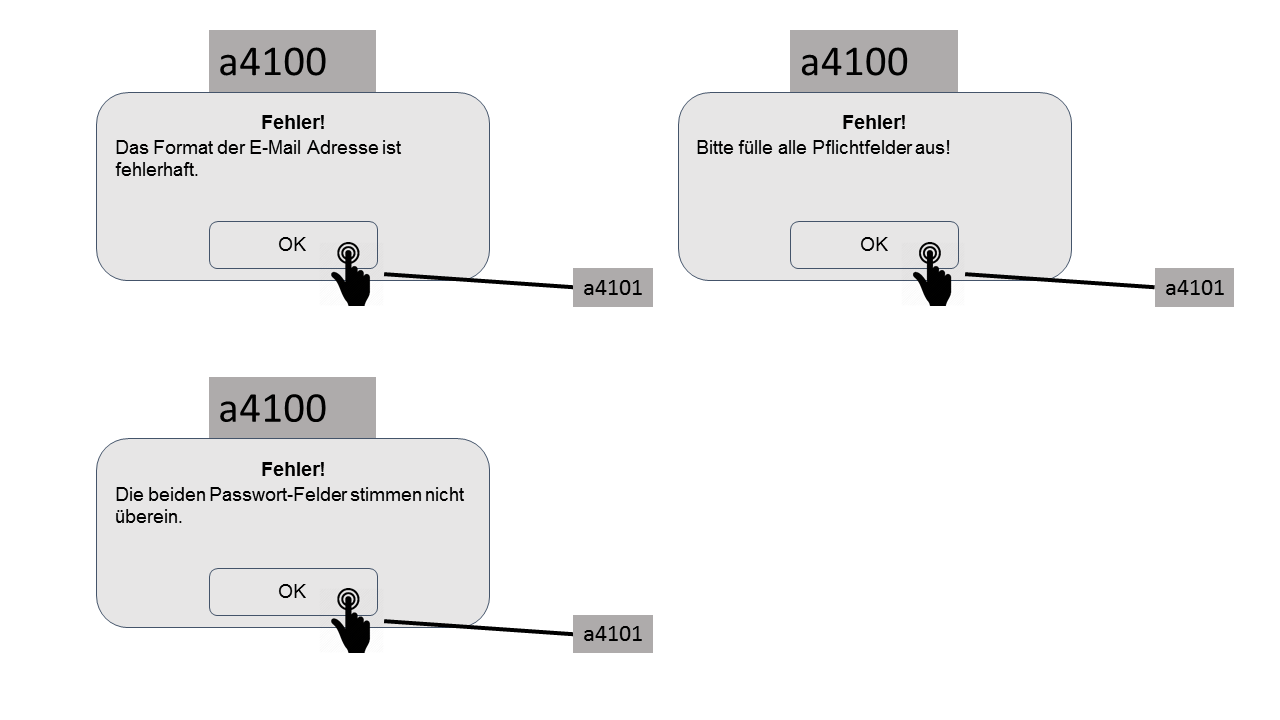 a4100
Fehler!
Das Format der E-Mail Adresse ist
fehlerhaft.
OK
a4101
a4100
Fehler!
Bitte fülle alle Pflichtfelder aus!
OK
a4101
a4100
Fehler!
Die beiden Passwort-Felder stimmen nicht
überein.
OK
a4101